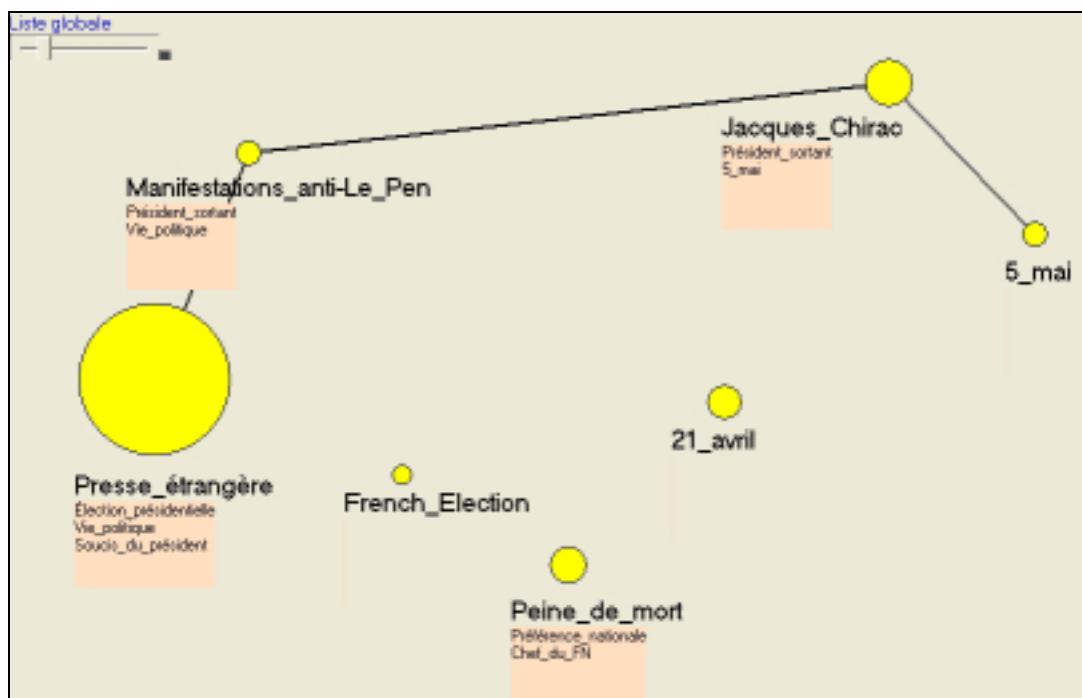 Liste globale
Jacques_Chirac
Président_sortant
5_mai
Manifestations_anti-Le_Pen
Président_sortant
Vie_politique
5_mai
21_avril
Presse_étrangère
Élection_présidentielle
Vie_politique
Soucis_du_président
French_Election
Peine_de_mort
Préférence_nationale
Chef_du_FN